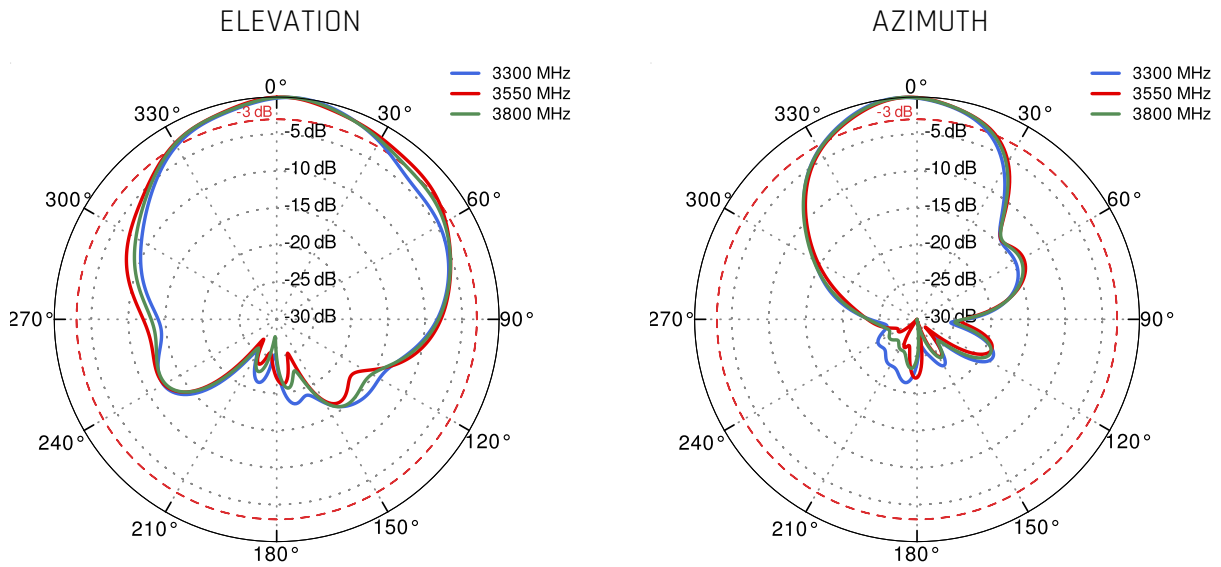 ELEVATION
0°
3300 MHz
3550 MHz
3800 MHz
330°
-3 dB
30°
-5 dB
-10 dB
300°
60°
-15 dB
-20 dB
-25 dB
270°
-30 dB
90°
240°
120°
210°
150°
180°
AZIMUTH
0°
3300 MHz
3550 MHz
3800 MHz
330°
-3 dB
30°
-5 dB
-10 dB
300°
60°
-15 dB
-20 dB
-25 dB
270°
-30 dB
90°
240°
120°
210°
150°
180°